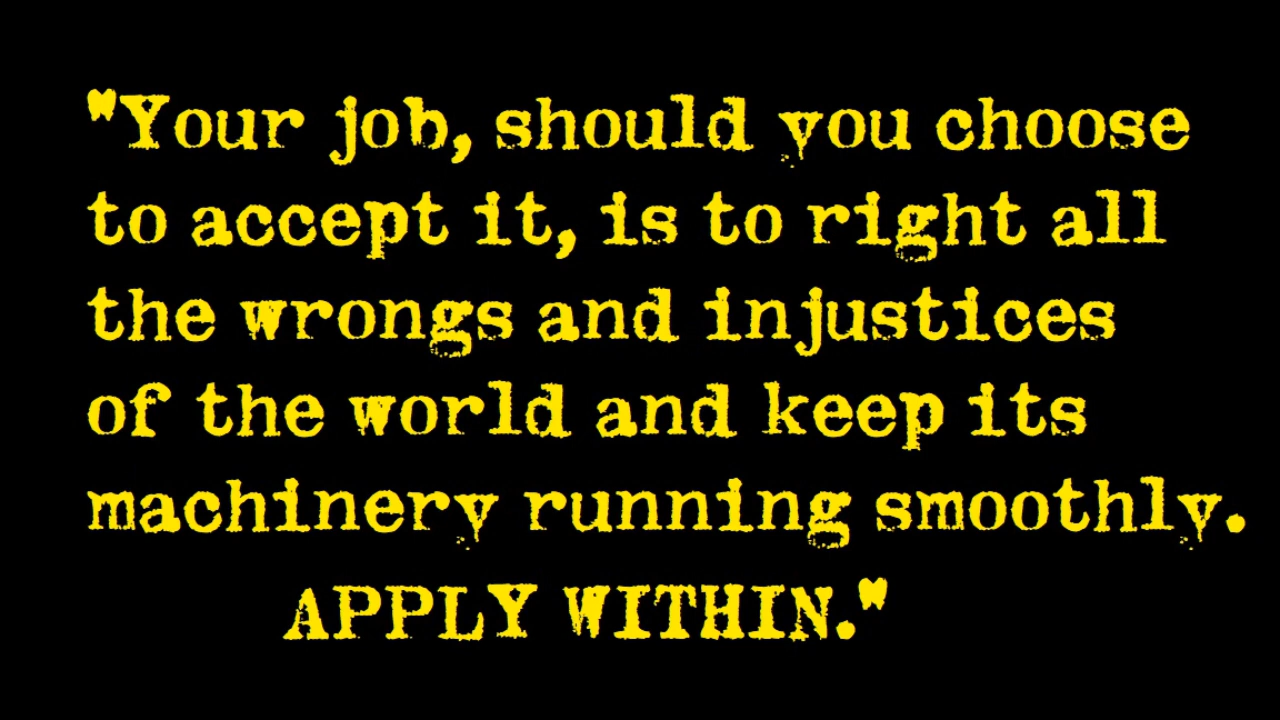 "Your job, should you choose
to accept it, is to right all
the wrongs and injustices
of the world and keep its
machinery running smoothly.
APPLY WITHIN."